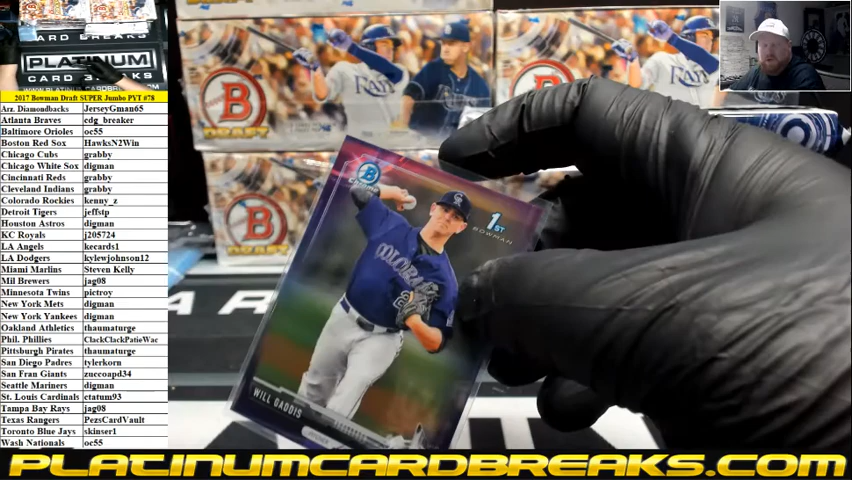 CARD BREAKS
PLATINUM
CARD BREAKS
2017 Bowman Draft SUPER Jumbo PYT #78
Arz. Diamondbacks JerseyGman65
Atlanta Braves cdg_breaker
Baltimore Orioles oc55
Boston Red Sox HawksN2Win
Chicago Cubs grabby
Chicago White Sox digman
Cincinnati Reds grabby
Cleveland Indians grabby
Colorado Rockies kenny_z
Detroit Tigers jeffstp
Houston Astros digman
KC Royals j205724
LA Angels kecards1
LA Dodgers kylewjohnson12
Miami Marlins Steven Kelly
Mil Brewers jag08
Minnesota Twins pictroy
New York Mets digman
New York Yankees digman
Oakland Athletics thaumaturge
Phil. Phillies ClackClackPatieWac
Pittsburgh Pirates thaumaturge
San Diego Padres tylerkorn
San Fran Giants zuccoapd34
Seattle Mariners digman
St. Louis Cardinals ctatum93
Tampa Bay Rays jag08
Texas Rangers PezsCardVault
Toronto Blue Jays skinser1
Wash Nationals oc55
B
DRAFT
RAYS
B
DRAFT
B
Chrome
1ST
BOWMAN
COLORADO
WILL GADDIS
PLATINUMCARDBREAKS.COM